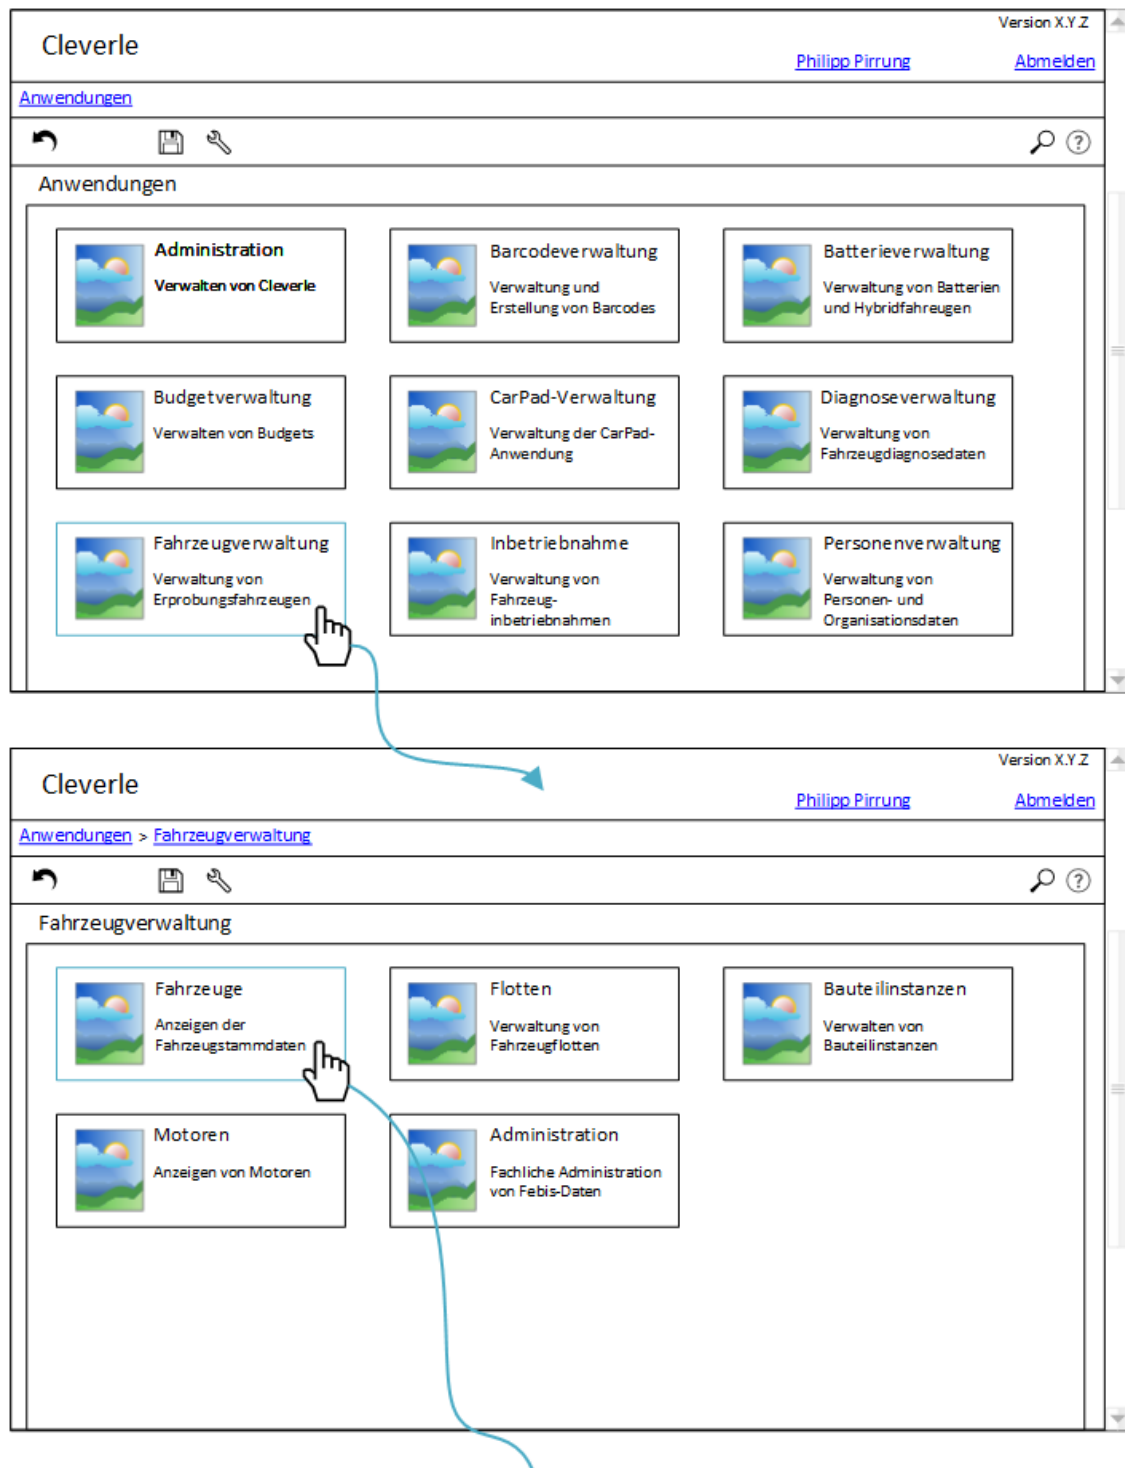 Version X.Y.Z
Cleverle
Philipp Pirrung
Abmelden
Anwendungen
Anwendungen
Administration
Verwalten von Cleverle
Barcodeverwaltung
Verwaltung und
Erstellung von Barcodes
Batterieverwaltung
Verwaltung von Batterien
und Hybridfahreugen
Budgetverwaltung
Verwalten von Budgets
CarPad-Verwaltung
Verwaltung der CarPad-
Anwendung
Diagnoseverwaltung
Verwaltung von
Fahrzeugdiagnosedaten
Fahrzeugverwaltung
Verwaltung von
Erprobungsfahrzeugen
Inbetriebnahme
Verwaltung von
Fahrzeug-
inbetriebnahmen
Personenverwaltung
Verwaltung von
Personen- und
Organisationsdaten
Version X.Y.Z
Cleverle
Philipp Pirrung
Abmelden
Anwendungen > Fahrzeugverwaltung
Fahrzeugverwaltung
Fahrzeuge
Anzeigen der
Fahrzeugstammdaten
Flotten
Verwaltung von
Fahrzeugflotten
Bauteilinstanzen
Verwalten von
Bauteilinstanzen
Motoren
Anzeigen von Motoren
Administration
Fachliche Administration
von Febis-Daten